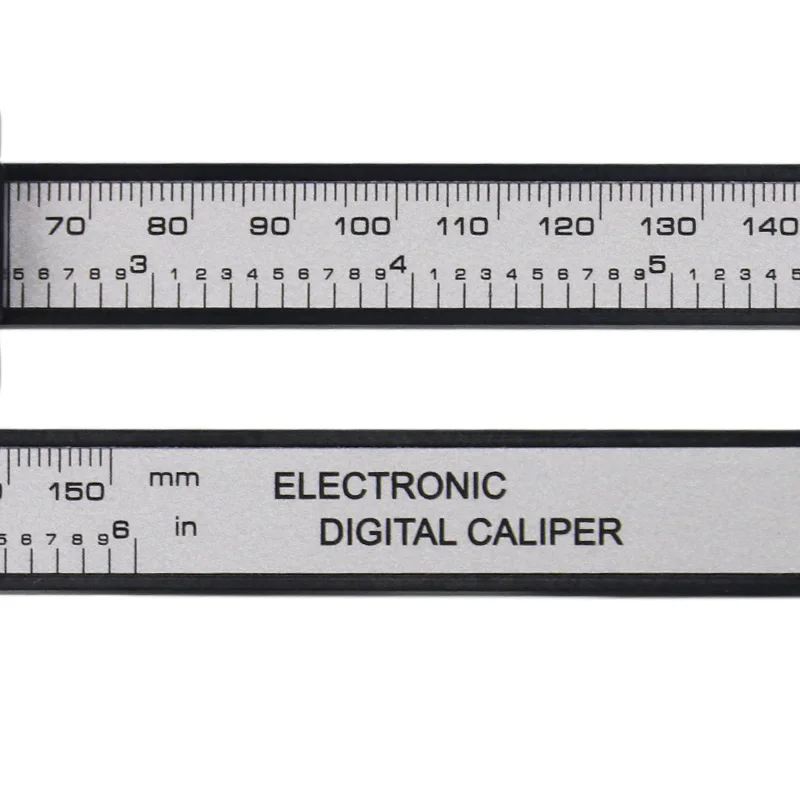 70 80 90 100 110 120 130 140
5 6 7 8 9 3 1 2 3 4 5 6 7 8 9 4 1 2 3 4 5 6 7 8 9 5 1 2 3 4 5
150 mm
5 6 7 8 9 6 in
ELECTRONIC
DIGITAL CALIPER